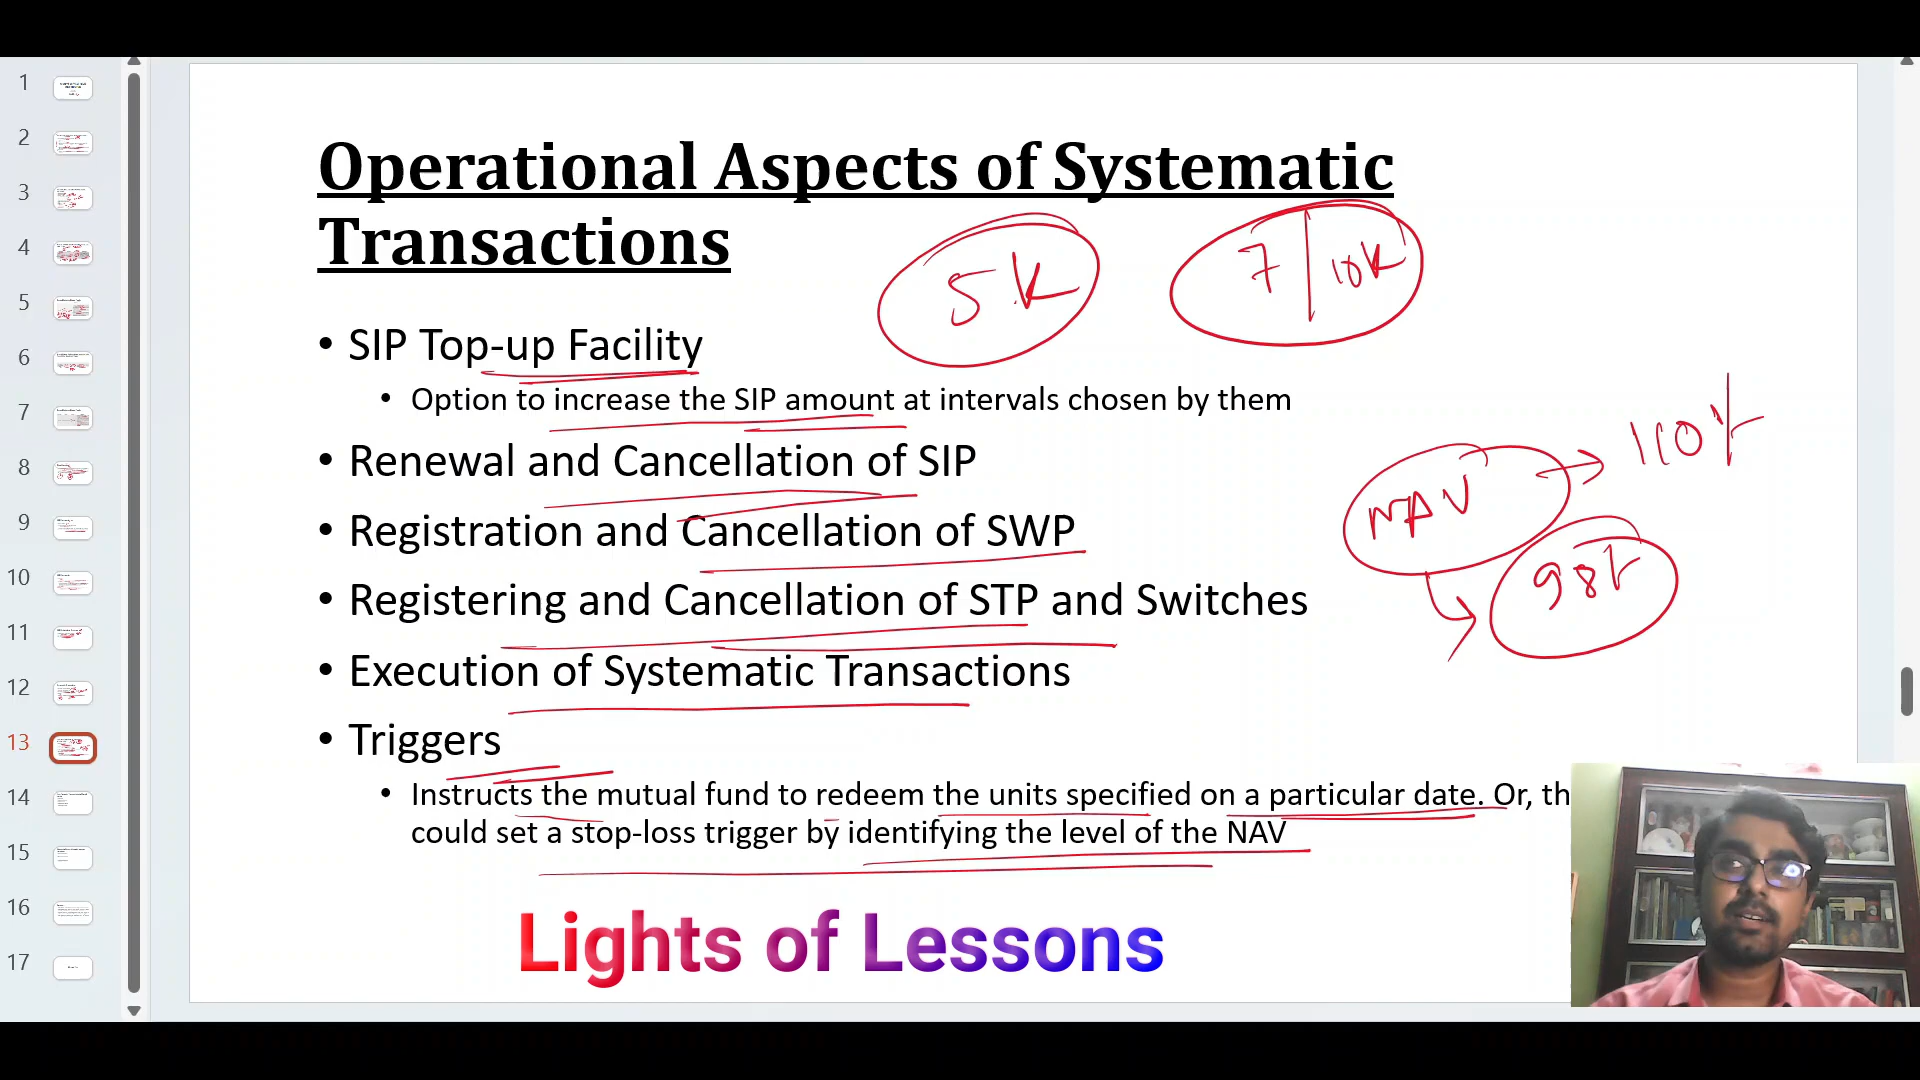 1
2
3
4
5
6
7
8
9
10
11
12
13
14
15
16
17
Operational Aspects of Systematic
Transactions
5K
7 | 10K
• SIP Top-up Facility
• Option to increase the SIP amount at intervals chosen by them
• Renewal and Cancellation of SIP
• Registration and Cancellation of SWP
• Registering and Cancellation of STP and Switches
• Execution of Systematic Transactions
• Triggers
• Instructs the mutual fund to redeem the units specified on a particular date. Or, th
could set a stop-loss trigger by identifying the level of the NAV
NAV
110
98
Lights of Lessons